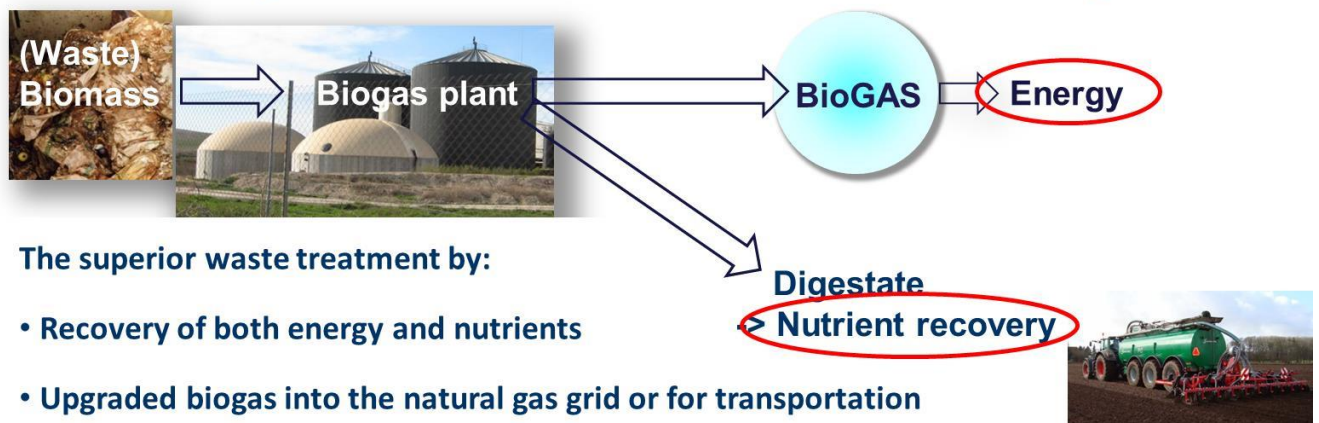 (Waste)
Biomass
Biogas plant
BioGAS
Energy
The superior waste treatment by:
Digestate
-> Nutrient recovery
• Recovery of both energy and nutrients
• Upgraded biogas into the natural gas grid or for transportation